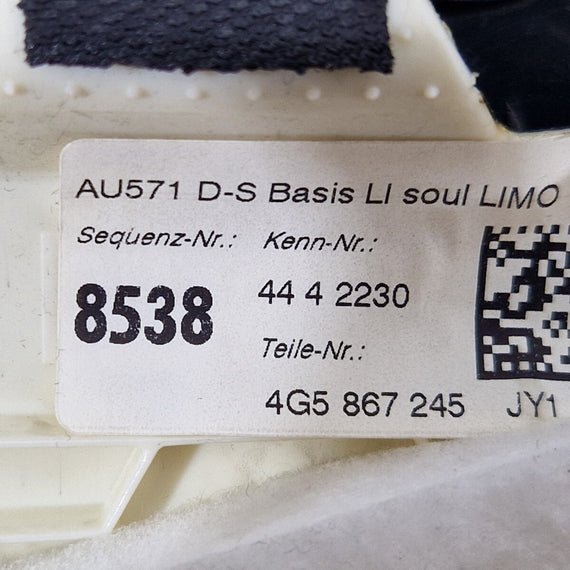 AU571 D-S Basis LI soul LIMO
Sequenz-Nr.: Kenn-Nr.:
8538 44 4 2230
Teile-Nr.:
4G5 867 245 JY1